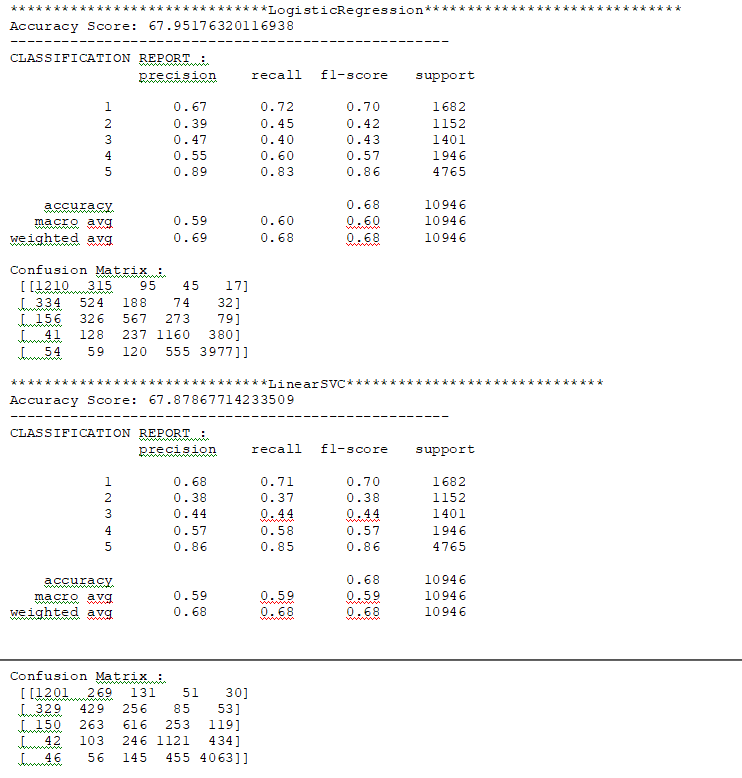 ******************************LogisticRegression******************************
Accuracy Score: 67.95176320116938
----------------------------------------------------
CLASSIFICATION REPORT :
precision recall f1-score support
1 0.67 0.72 0.70 1682
2 0.39 0.45 0.42 1152
3 0.47 0.40 0.43 1401
4 0.55 0.60 0.57 1946
5 0.89 0.83 0.86 4765
accuracy 0.68 10946
macro avg 0.59 0.60 0.60 10946
weighted avg 0.69 0.68 0.68 10946
Confusion Matrix :
[[1210 315 95 45 17]
[ 334 524 188 74 32]
[ 156 326 567 273 79]
[ 41 128 237 1160 380]
[ 54 59 120 555 3977]]
******************************LinearSVC******************************
Accuracy Score: 67.87867714233509
----------------------------------------------------
CLASSIFICATION REPORT :
precision recall f1-score support
1 0.68 0.71 0.70 1682
2 0.38 0.37 0.38 1152
3 0.44 0.44 0.44 1401
4 0.57 0.58 0.57 1946
5 0.86 0.85 0.86 4765
accuracy 0.68 10946
macro avg 0.59 0.59 0.59 10946
weighted avg 0.68 0.68 0.68 10946
Confusion Matrix :
[[1201 269 131 51 30]
[ 329 429 256 85 53]
[ 150 263 616 253 119]
[ 42 103 246 1121 434]
[ 46 56 145 455 4063]]